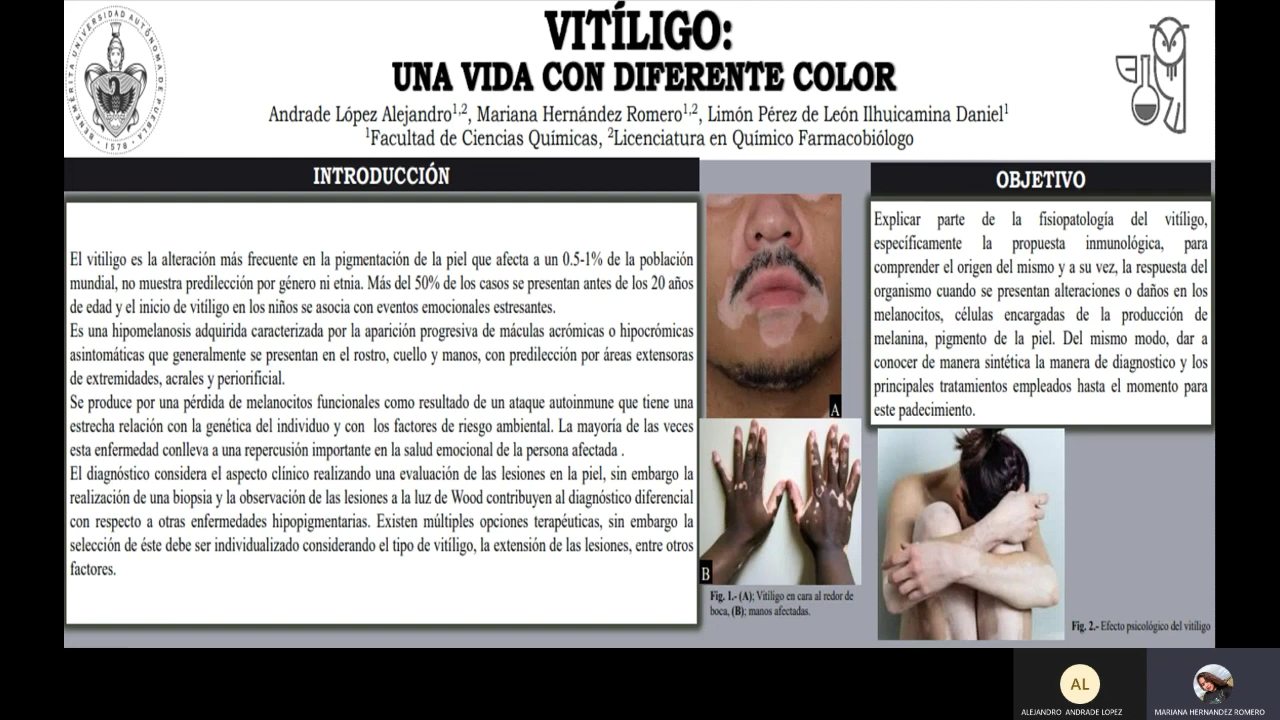 BENEMÉRITA UNIVERSIDAD AUTÓNOMA DE PUEBLA
• 1578 •
VITÍLIGO:
UNA VIDA CON DIFERENTE COLOR
Andrade López Alejandro1,2, Mariana Hernández Romero1,2, Limón Pérez de León Ilhuicamina Daniel1
1Facultad de Ciencias Químicas, 2Licenciatura en Químico Farmacobiólogo
INTRODUCCIÓN
El vitiligo es la alteración más frecuente en la pigmentación de la piel que afecta a un 0.5-1% de la población
mundial, no muestra predilección por género ni etnia. Más del 50% de los casos se presentan antes de los 20 años
de edad y el inicio de vitíligo en los niños se asocia con eventos emocionales estresantes.
Es una hipomelanosis adquirida caracterizada por la aparición progresiva de máculas acrómicas o hipocrómicas
asintomáticas que generalmente se presentan en el rostro, cuello y manos, con predilección por áreas extensoras
de extremidades, acrales y periorificial.
Se produce por una pérdida de melanocitos funcionales como resultado de un ataque autoinmune que tiene una
estrecha relación con la genética del individuo y con los factores de riesgo ambiental. La mayoría de las veces
esta enfermedad conlleva a una repercusión importante en la salud emocional de la persona afectada .
El diagnóstico considera el aspecto clínico realizando una evaluación de las lesiones en la piel, sin embargo la
realización de una biopsia y la observación de las lesiones a la luz de Wood contribuyen al diagnóstico diferencial
con respecto a otras enfermedades hipopigmentarias. Existen múltiples opciones terapéuticas, sin embargo la
selección de éste debe ser individualizado considerando el tipo de vitíligo, la extensión de las lesiones, entre otros
factores.
A
B
Fig. 1.- (A); Vitiligo en cara al redor de
boca, (B); manos afectadas.
OBJETIVO
Explicar parte de la fisiopatología del vitíligo,
específicamente la propuesta inmunológica, para
comprender el origen del mismo y a su vez, la respuesta del
organismo cuando se presentan alteraciones o daños en los
melanocitos, células encargadas de la producción de
melanina, pigmento de la piel. Del mismo modo, dar a
conocer de manera sintética la manera de diagnostico y los
principales tratamientos empleados hasta el momento para
este padecimiento.
Fig. 2.- Efecto psicológico del vitíligo
AL
ALEJANDRO ANDRADE LOPEZ
MARIANA HERNANDEZ ROMERO